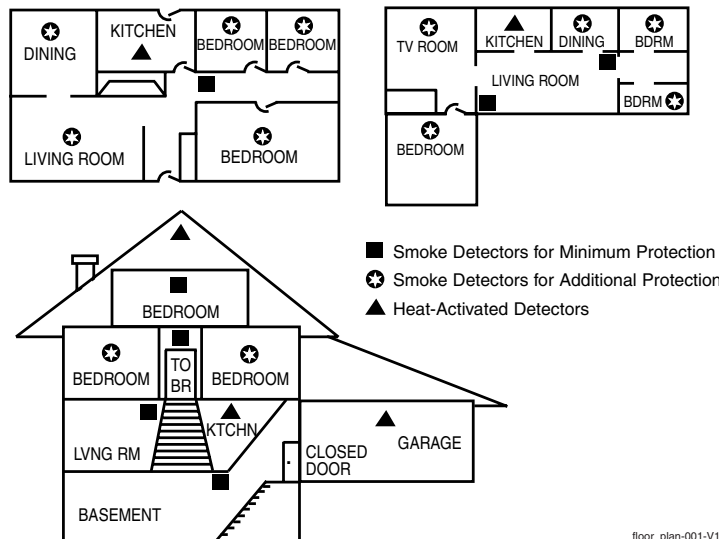 KITCHEN
DINING
BEDROOM BEDROOM
LIVING ROOM
BEDROOM
TV ROOM
KITCHEN
DINING
BDRM
LIVING ROOM
BDRM
BEDROOM
Smoke Detectors for Minimum Protection
Smoke Detectors for Additional Protection
Heat-Activated Detectors
BEDROOM
BEDROOM
TO
BR
BEDROOM
LVNG RM
KTCHN
CLOSED
DOOR
GARAGE
BASEMENT
floor_plan-001-V1